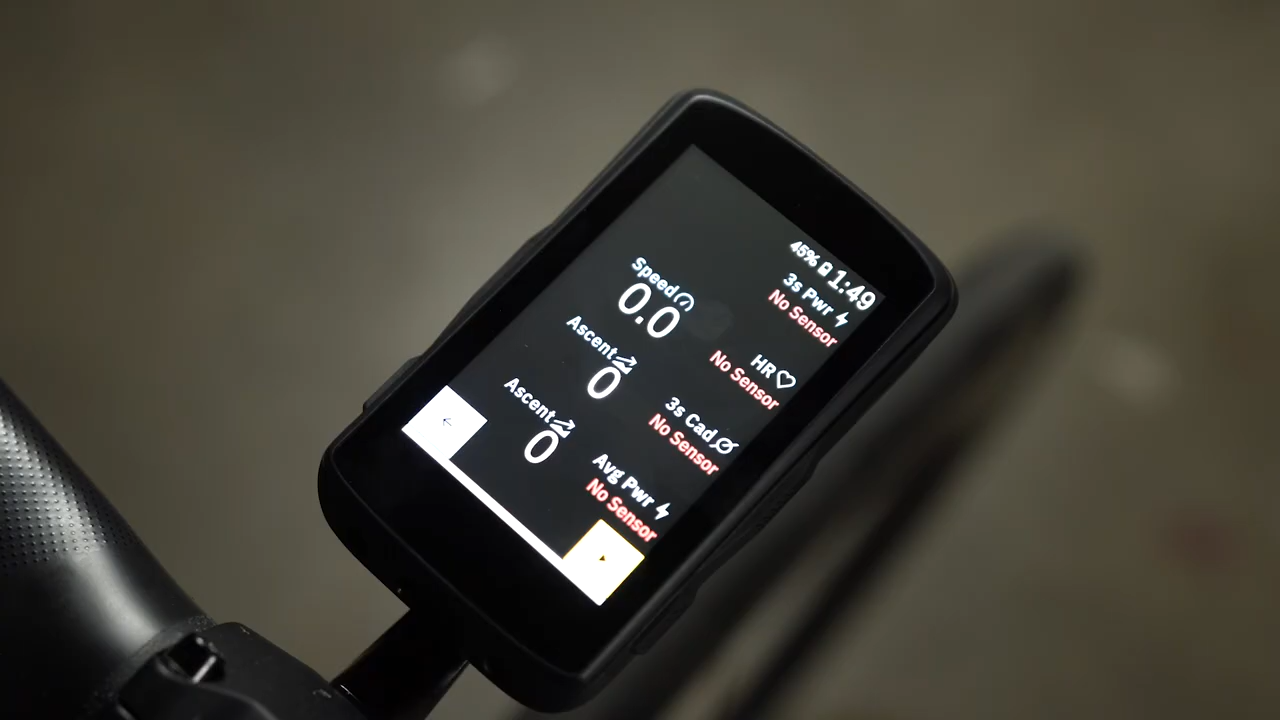 45% 1:49
Speed
0.0
3s Pwr
No Sensor
Ascent
0
HR
No Sensor
Ascent
0
3s Cad
No Sensor
Avg Pwr
No Sensor